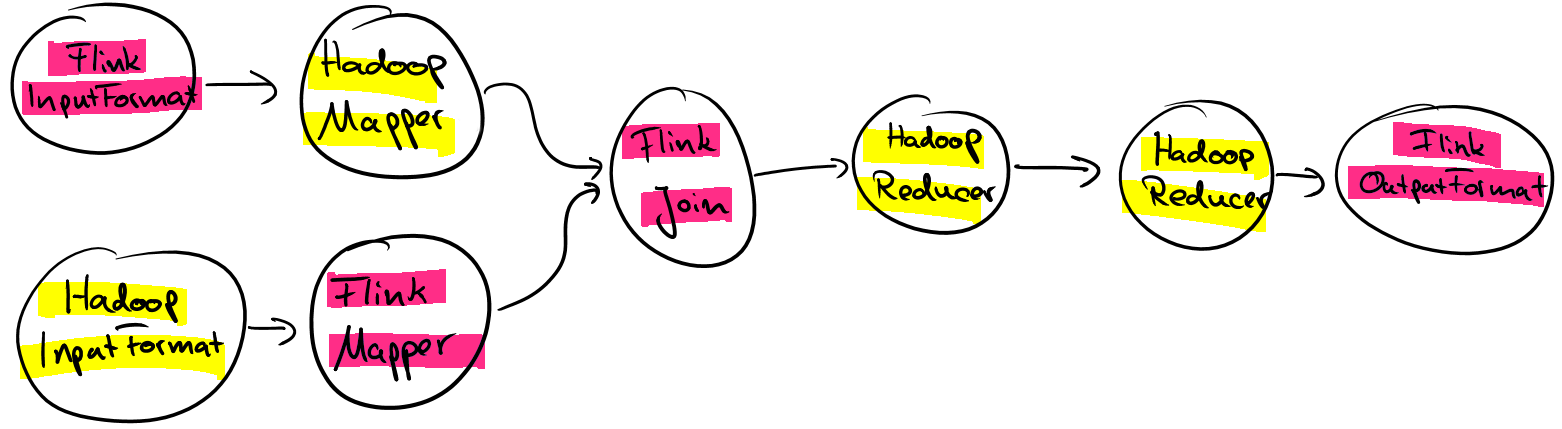 Flink
InputFormat
Hadoop
Mapper
Hadoop
InputFormat
Flink
Mapper
Flink
Join
Hadoop
Reducer
Hadoop
Reducer
Flink
OutputFormat